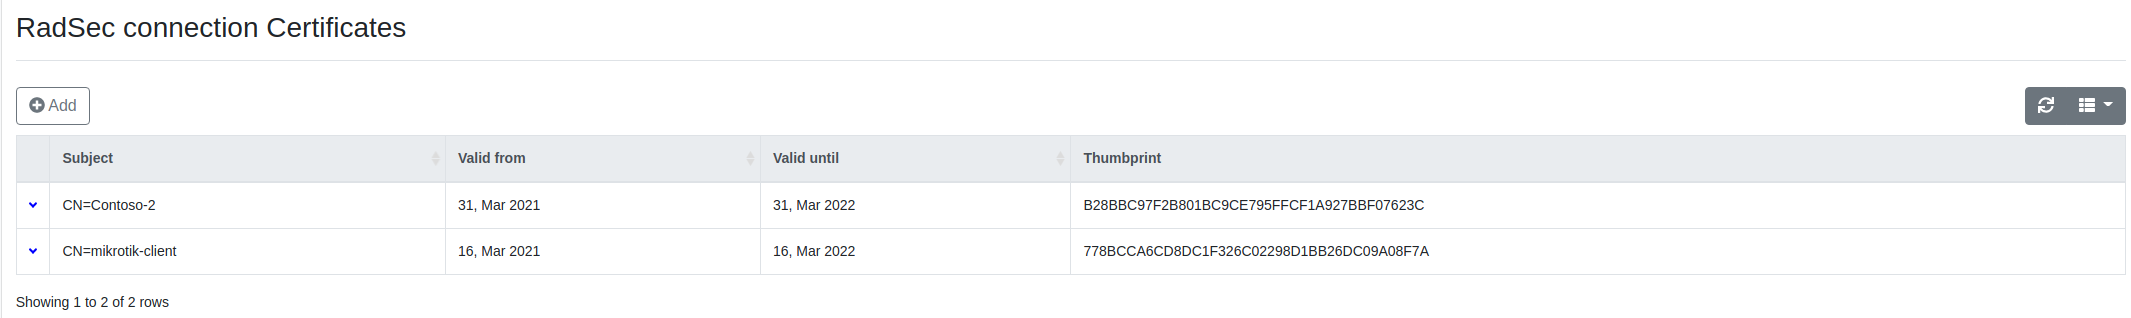 RadSec connection Certificates
Add
Subject Valid from Valid until Thumbprint
CN=Contoso-2 31, Mar 2021 31, Mar 2022 B28BBC97F2B801BC9CE795FFCF1A927BBF07623C
CN=mikrotik-client 16, Mar 2021 16, Mar 2022 778BCCA6CD8DC1F326C02298D1BB26DC09A08F7A
Showing 1 to 2 of 2 rows